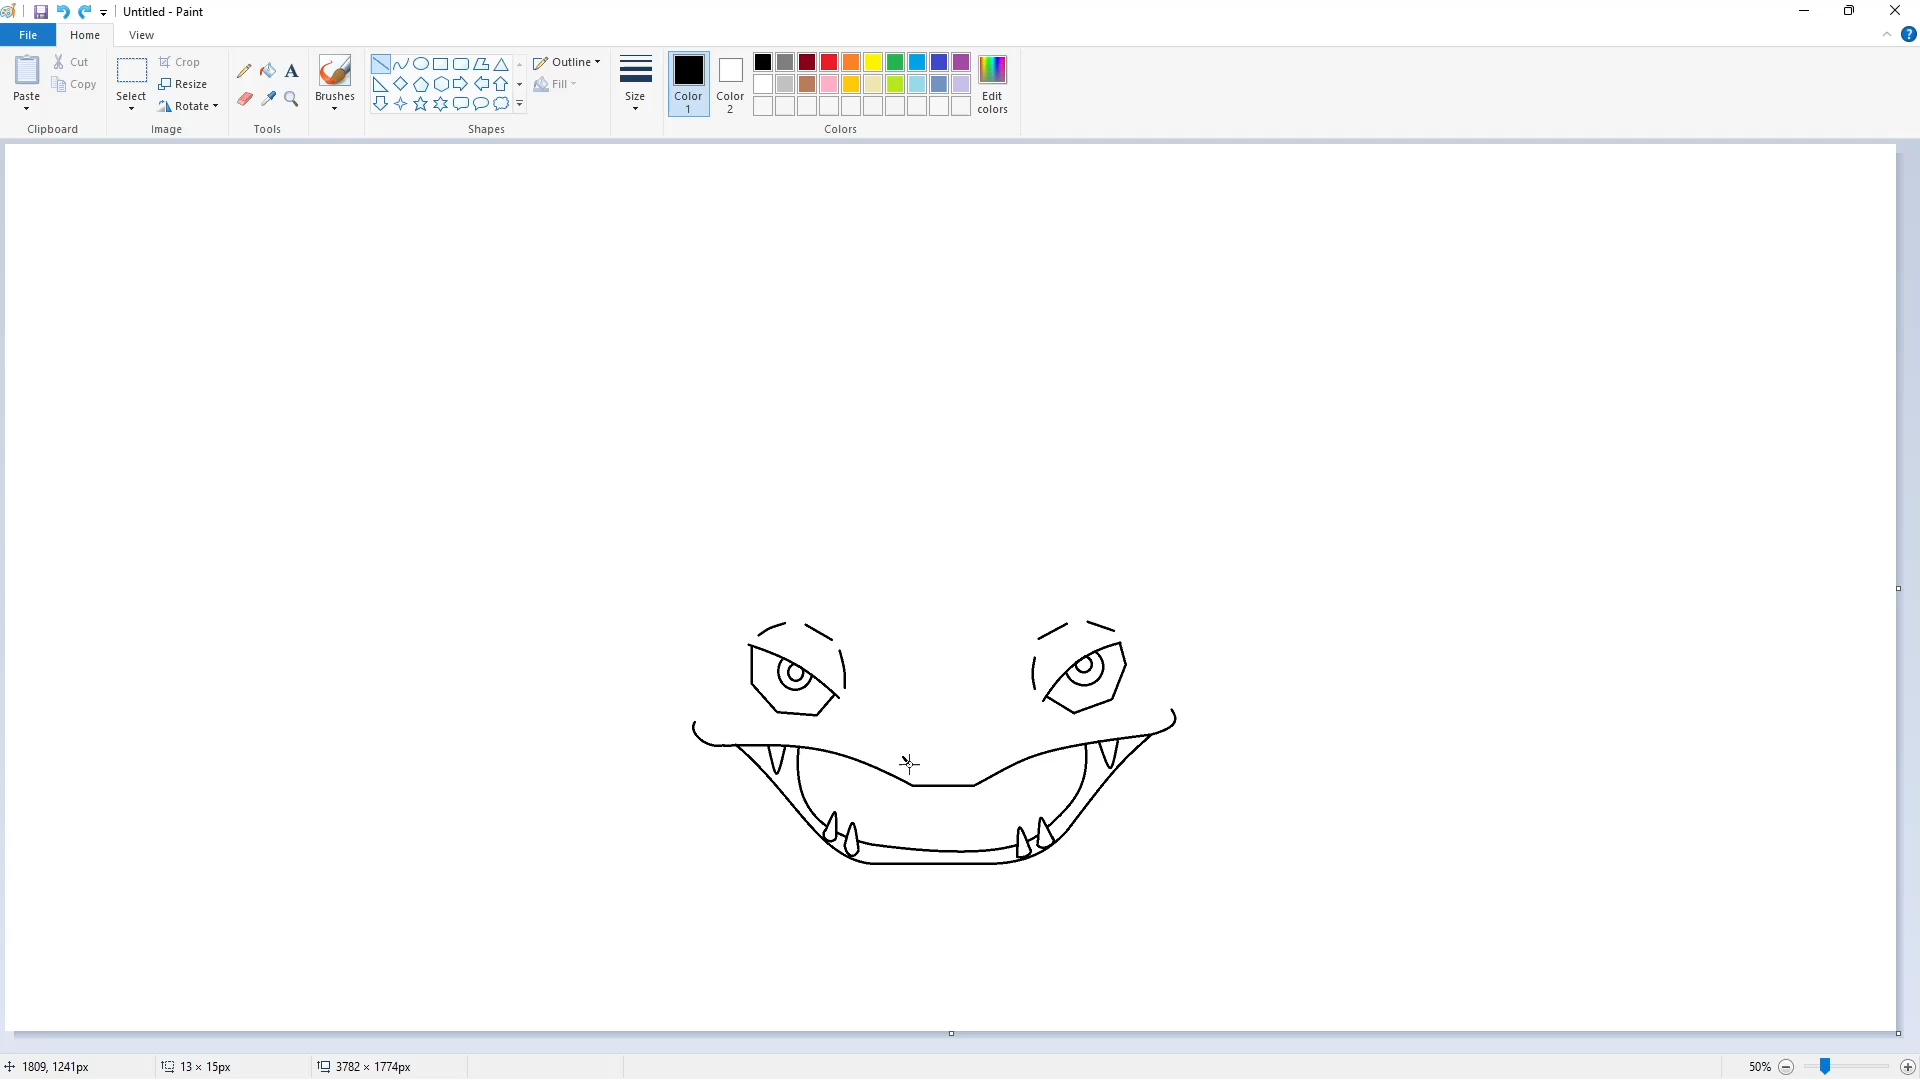 Untitled - Paint
File Home View
Paste Cut Copy
Select Crop Resize Rotate
A
Brushes
Outline Fill
Size
Color 1
Color 2
Edit colors
?
Clipboard Image Tools Shapes Colors
1809, 1241px 13 × 15px 3782 × 1774px 50%